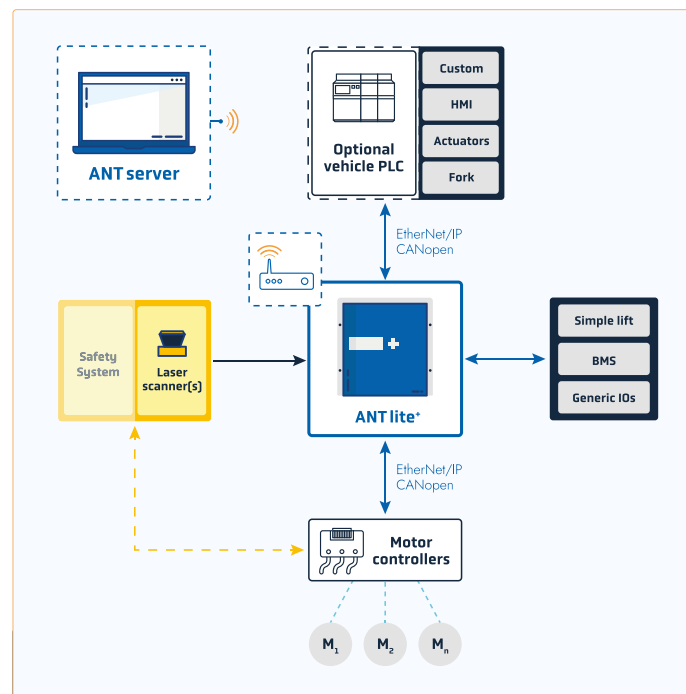 ANT server
Optional
vehicle PLC
Custom
HMI
Actuators
Fork
EtherNet/IP
CANopen
Safety
System
Laser
scanner(s)
ANT lite+
Simple lift
BMS
Generic IOs
EtherNet/IP
CANopen
Motor
controllers
M1
M2
Mn